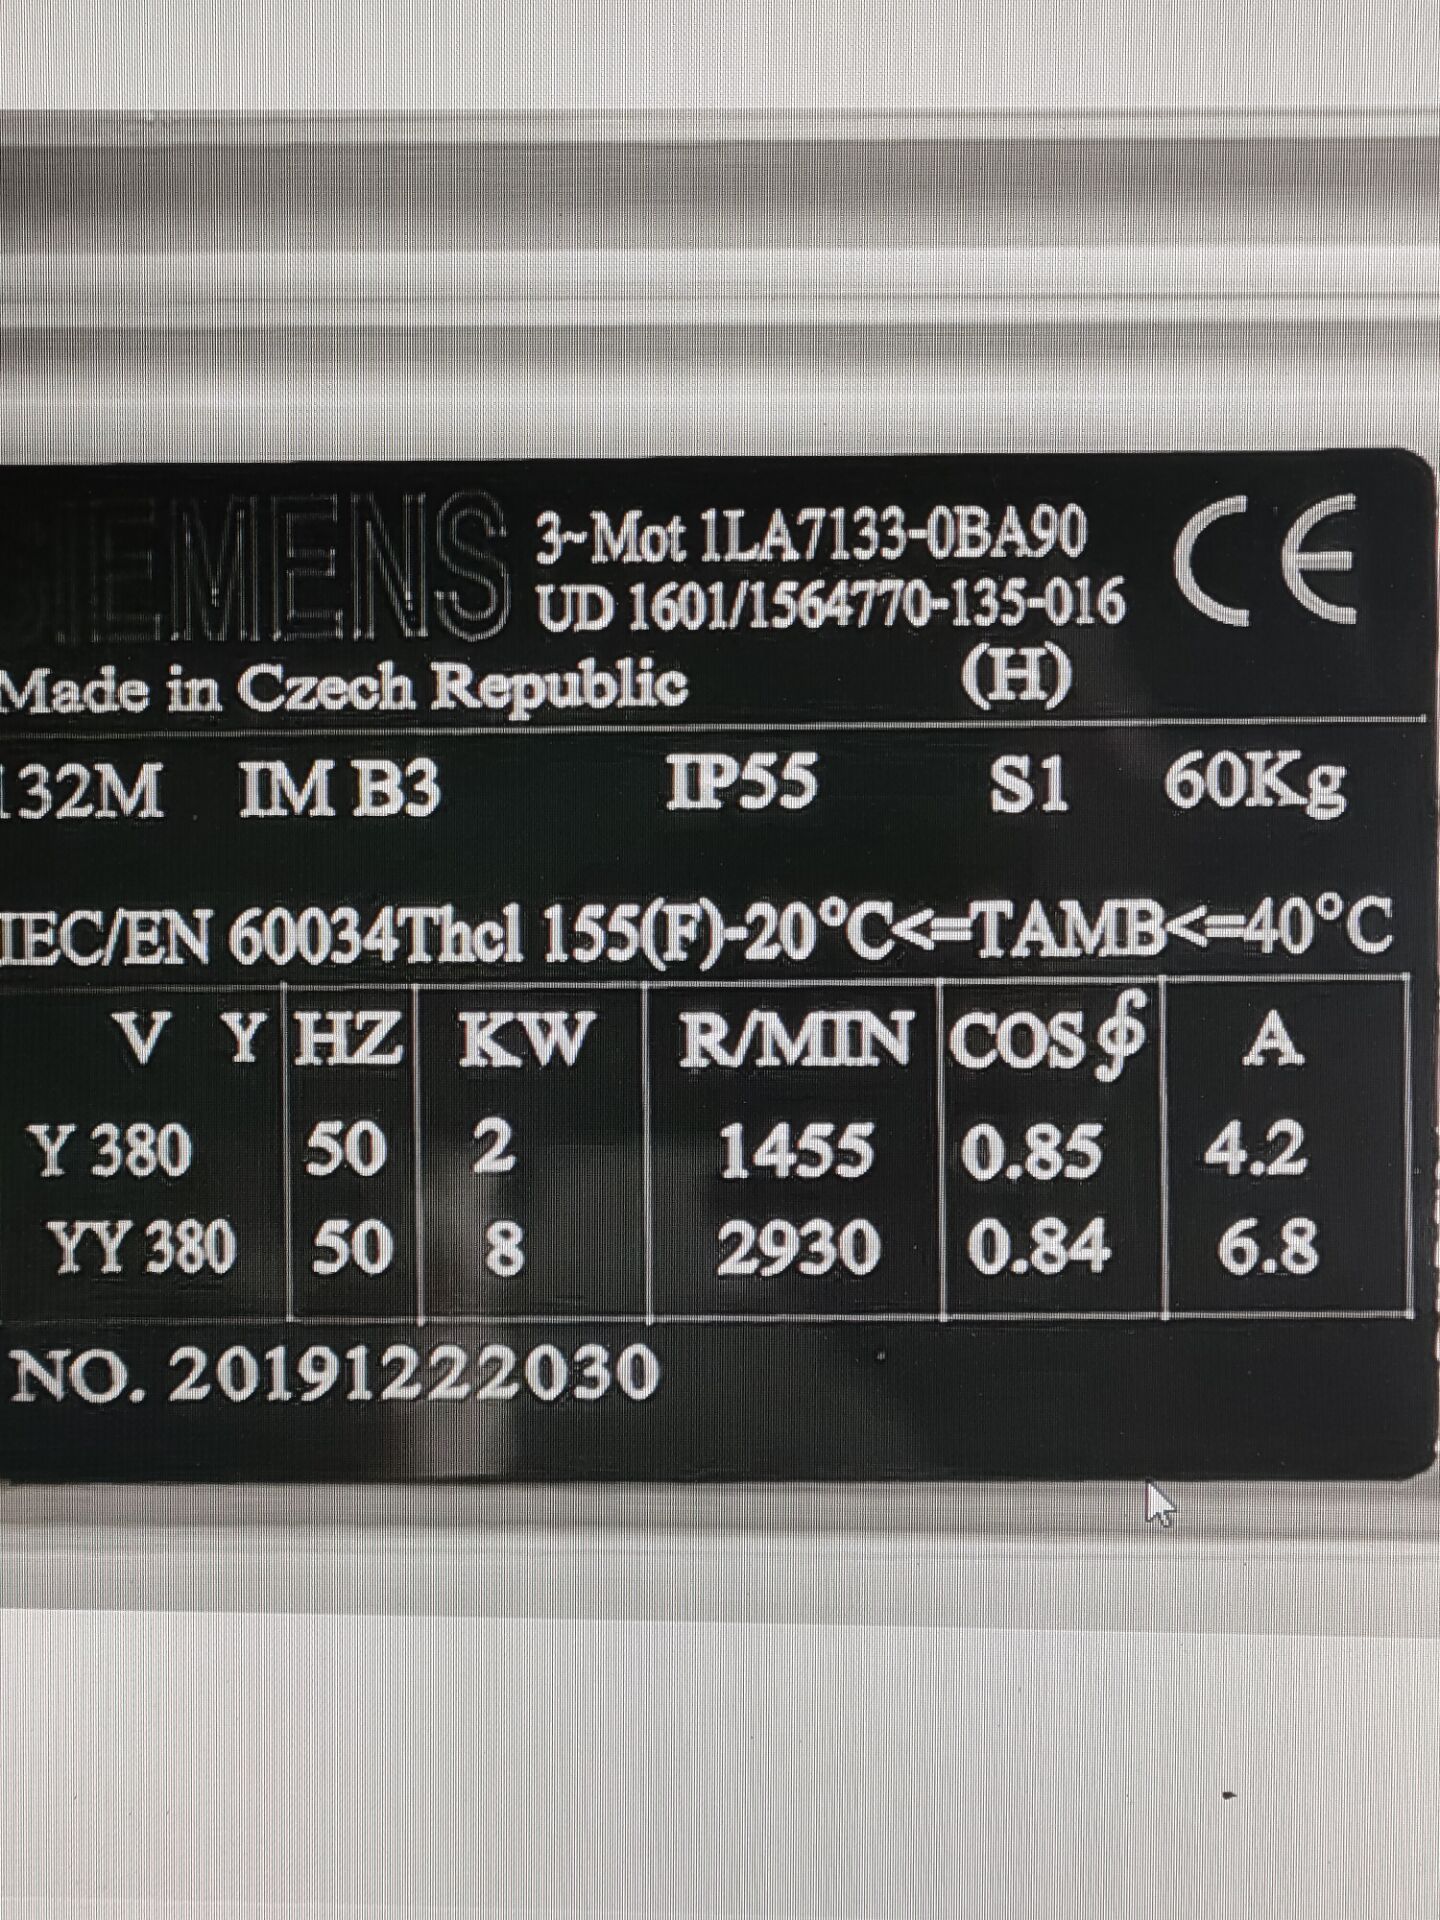 SIEMENS 3~Mot 1LA7133-0BA90 CE
UD 1601/1564770-135-016
Made in Czech Republic (H)
132M IM B3 IP55 S1 60Kg
IEC/EN 60034Thcl 155(F)-20°C<=TAMB<=40°C
V Y HZ KW R/MIN COS∮ A
Y 380 50 2 1455 0.85 4.2
YY 380 50 8 2930 0.84 6.8
NO. 20191222030